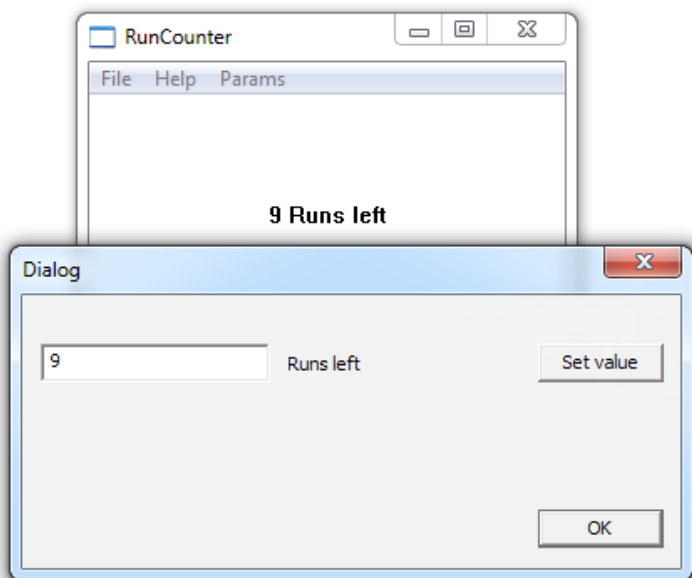 RunCounter
File Help Params
9 Runs left
Dialog
9 Runs left Set value
OK